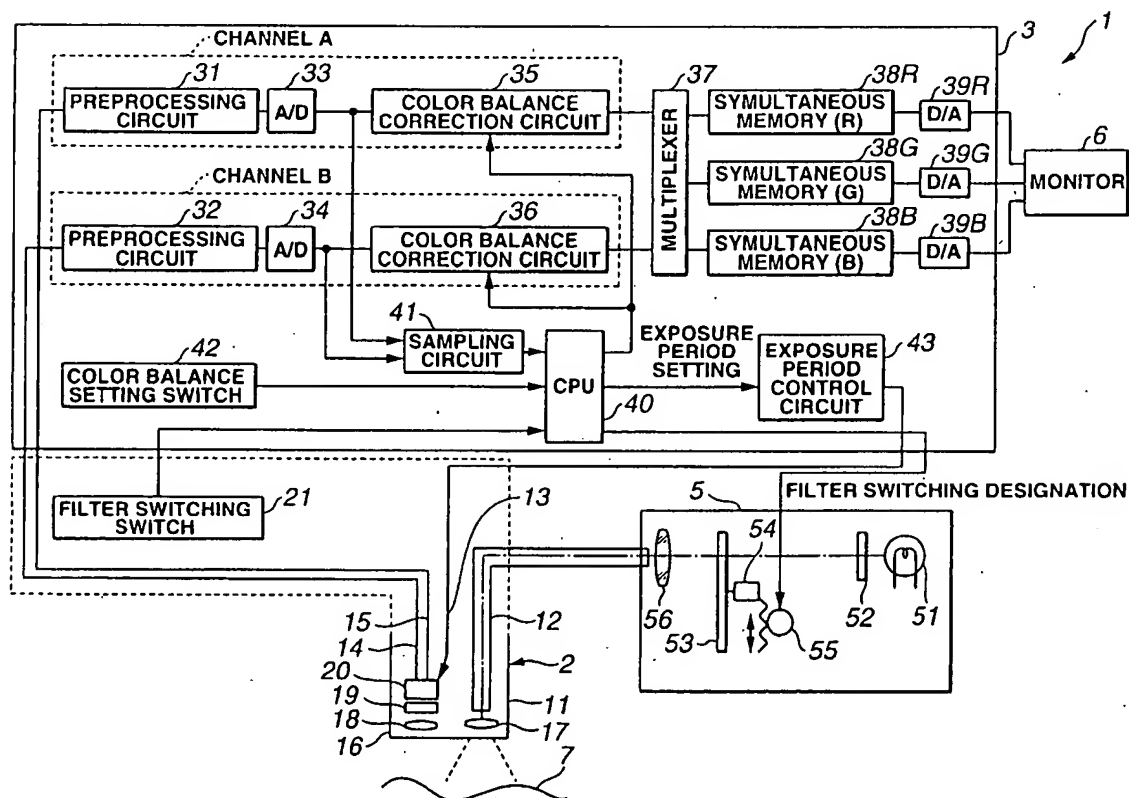 CHANNEL A
3
1
31
33
35
37
38R
39R
PREPROCESSING
CIRCUIT
A/D
COLOR BALANCE
CORRECTION CIRCUIT
MULTIPLEXER
SYMULTANEOUS
MEMORY (R)
D/A
6
38G
39G
SYMULTANEOUS
MEMORY (G)
D/A
MONITOR
CHANNEL B
32
34
36
38B
39B
PREPROCESSING
CIRCUIT
A/D
COLOR BALANCE
CORRECTION CIRCUIT
SYMULTANEOUS
MEMORY (B)
D/A
41
SAMPLING
CIRCUIT
42
COLOR BALANCE
SETTING SWITCH
CPU
40
EXPOSURE
PERIOD
SETTING
43
EXPOSURE
PERIOD
CONTROL
CIRCUIT
21
FILTER SWITCHING
SWITCH
13
FILTER SWITCHING DESIGNATION
5
54
56
53
55
52
51
15
14
12
20
19
18
16
2
11
17
7